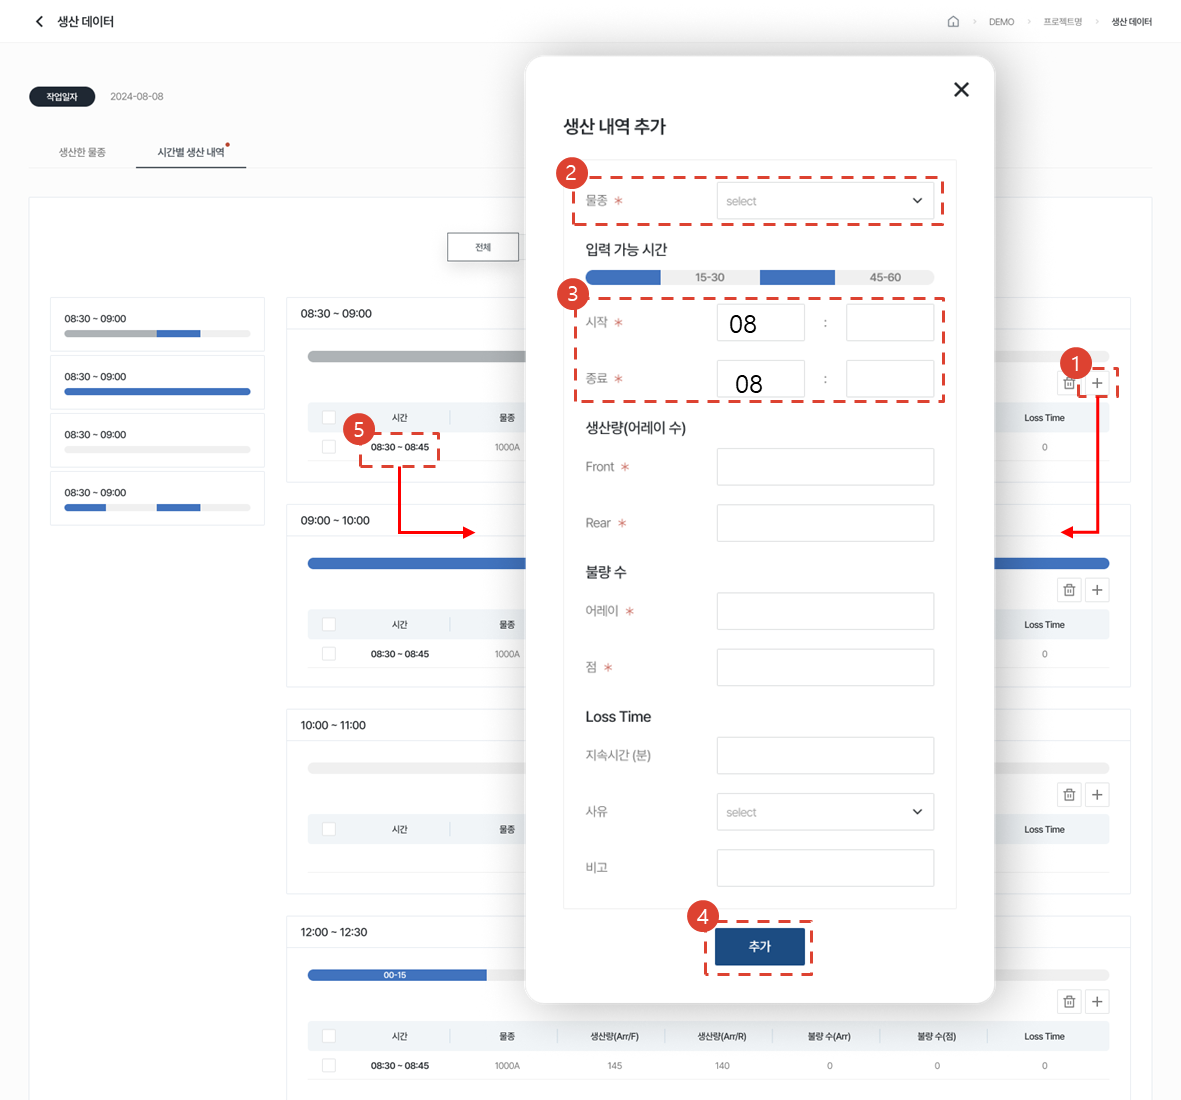 생산 데이터
DEMO
프로젝트명
생산 데이터
작업일자
2024-08-08
생산한 물종
시간별 생산 내역
전체
08:30 ~ 09:00
08:30 ~ 09:00
08:30 ~ 09:00
08:30 ~ 09:00
08:30 ~ 09:00
1
시간 물종 Loss Time
5
08:30 ~ 08:45 1000A 0
09:00 ~ 10:00
시간 물종 Loss Time
08:30 ~ 08:45 1000A 0
10:00 ~ 11:00
시간 물종 Loss Time
12:00 ~ 12:30
00-15
시간 물종 생산량(Arr/F) 생산량(Arr/R) 불량 수(Arr) 불량 수(점) Loss Time
08:30 ~ 08:45 1000A 145 140 0 0 0
생산 내역 추가
2
물종 * select
입력 가능 시간
15-30 45-60
3
시작 * 08 :
종료 * 08 :
생산량(어레이 수)
Front *
Rear *
불량 수
어레이 *
점 *
Loss Time
지속시간 (분)
사유 select
비고
4
추가